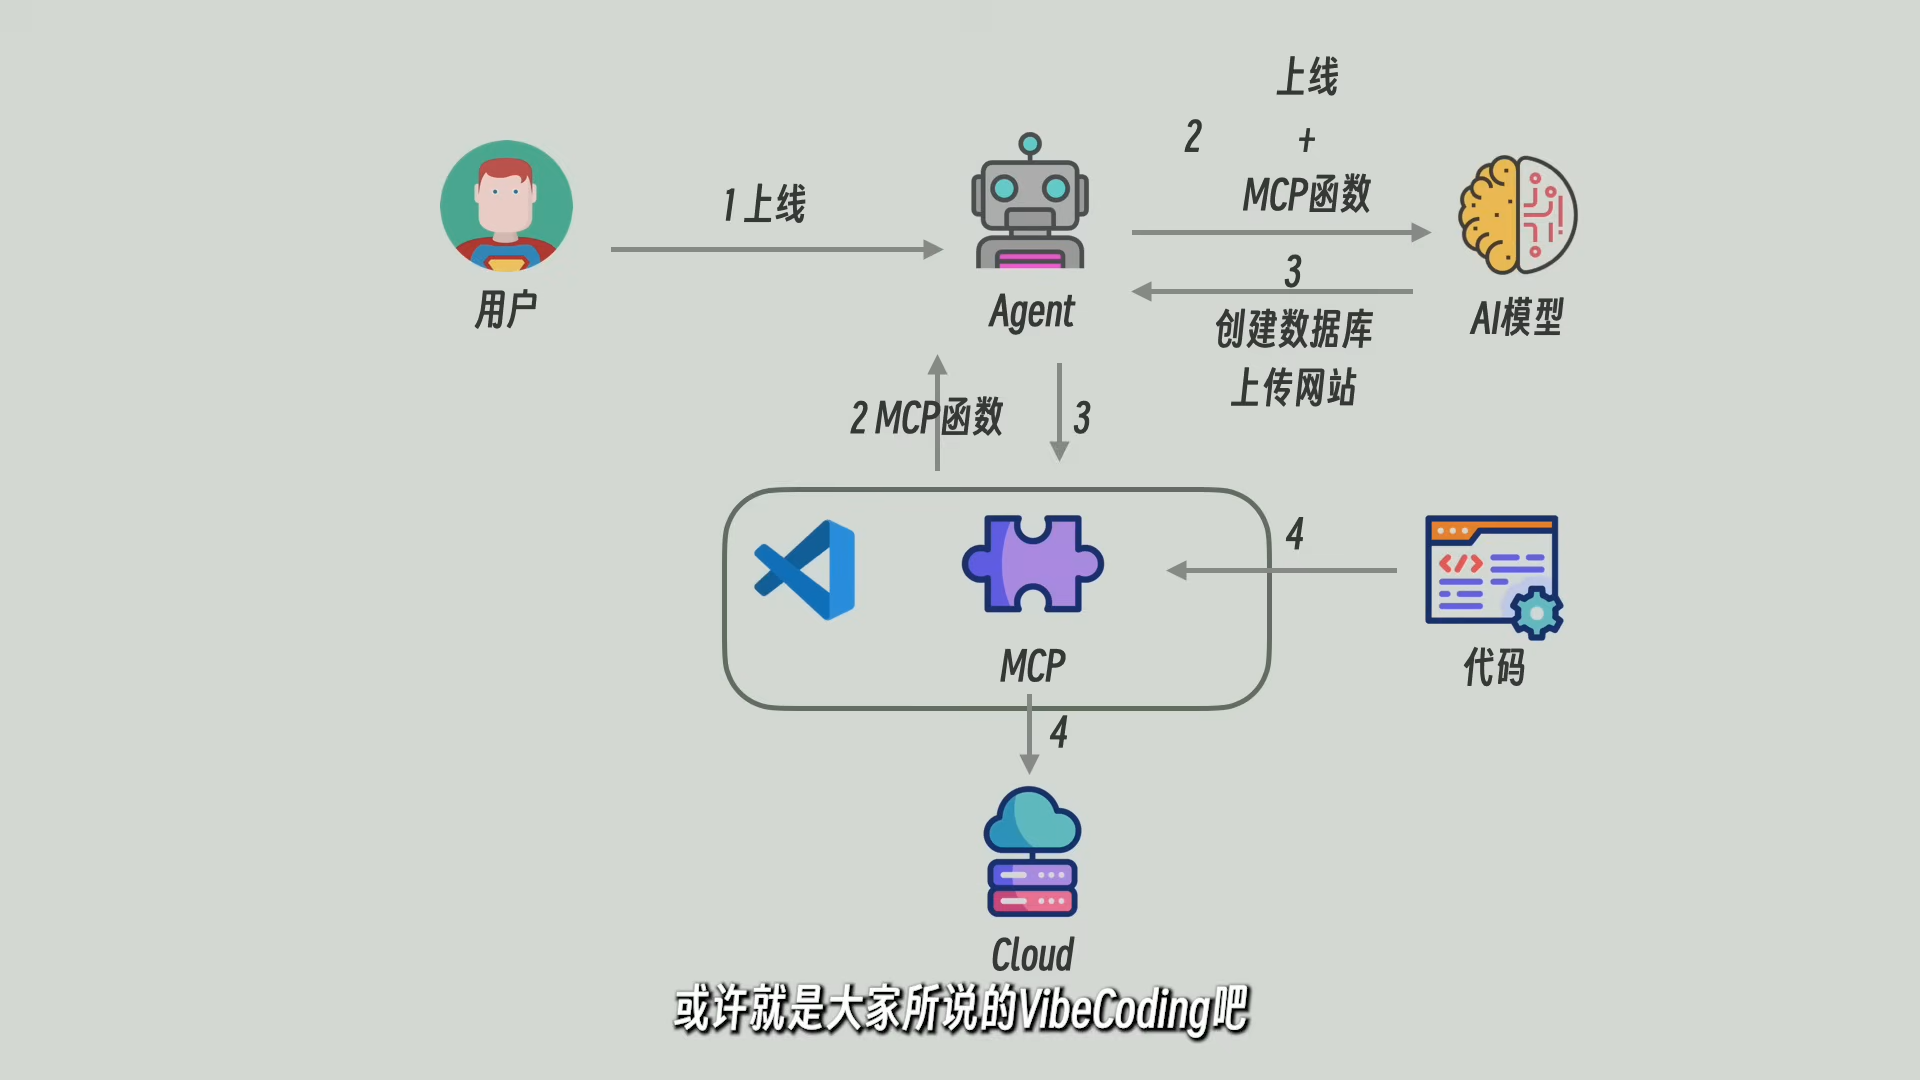 上线
2 +
MCP函数
1 上线
3
用户
Agent
创建数据库
AI模型
上传网站
2 MCP函数
3
4
</>
MCP
代码
4
Cloud
或许就是大家所说的VibeCoding吧